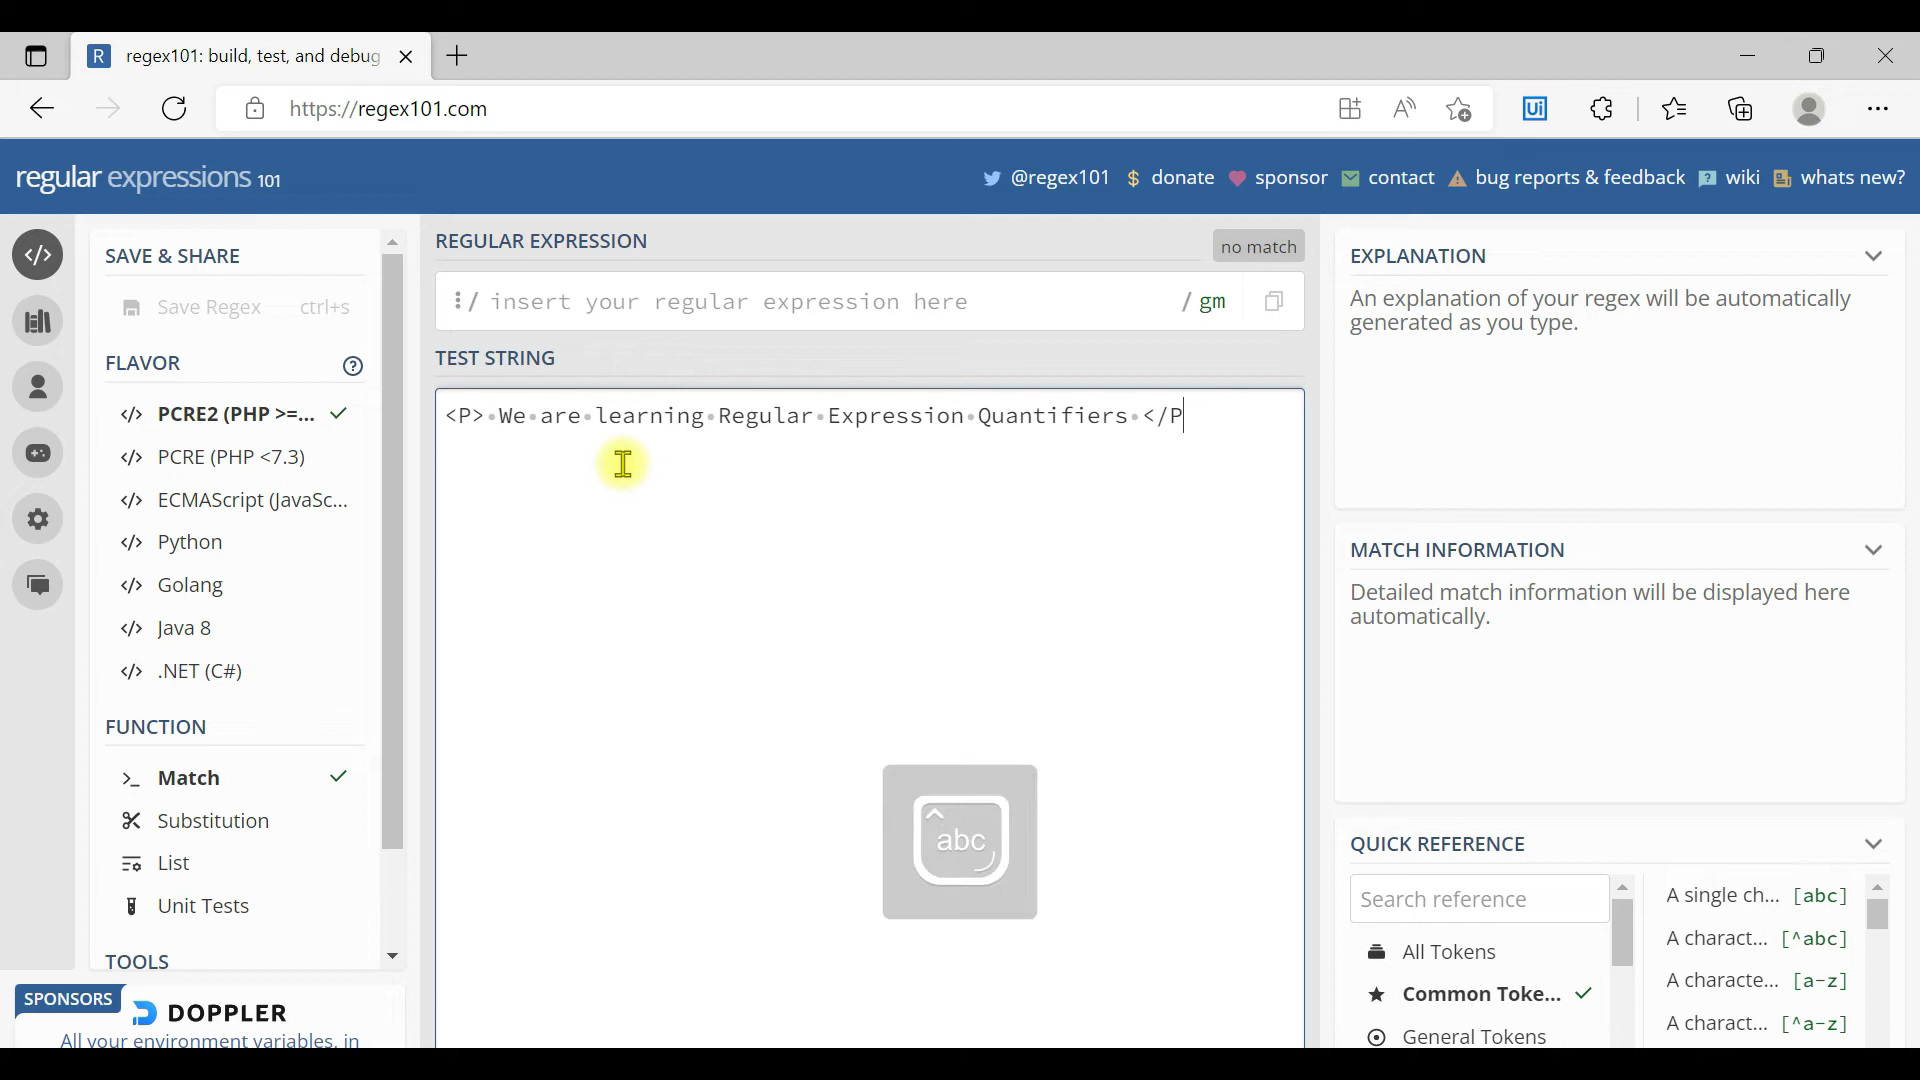 R regex101: build, test, and debug
https://regex101.com
regular expressions 101
@regex101 $ donate sponsor contact bug reports & feedback wiki whats new?
SAVE & SHARE
Save Regex ctrl+s
FLAVOR
</> PCRE2 (PHP >=...
</> PCRE (PHP <7.3)
</> ECMAScript (JavaSc...
</> Python
</> Golang
</> Java 8
</> .NET (C#)
FUNCTION
>_ Match
Substitution
List
Unit Tests
TOOLS
SPONSORS
DOPPLER
All your environment variables, in
REGULAR EXPRESSION
no match
/ insert your regular expression here / gm
TEST STRING
<P>·We·are·learning·Regular·Expression·Quantifiers·</P
abc
EXPLANATION
An explanation of your regex will be automatically
generated as you type.
MATCH INFORMATION
Detailed match information will be displayed here
automatically.
QUICK REFERENCE
Search reference
All Tokens
Common Toke...
General Tokens
A single ch... [abc]
A charact... [^abc]
A characte... [a-z]
A charact... [^a-z]